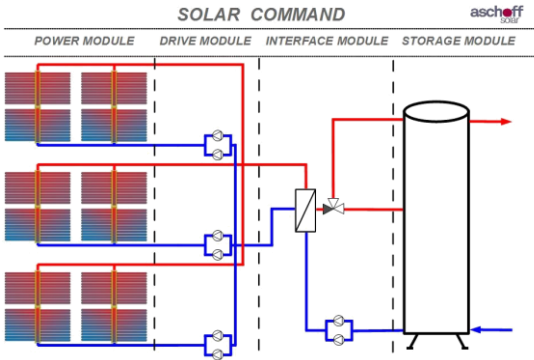 SOLAR COMMAND
aschoff
solar
POWER MODULE
DRIVE MODULE
INTERFACE MODULE
STORAGE MODULE